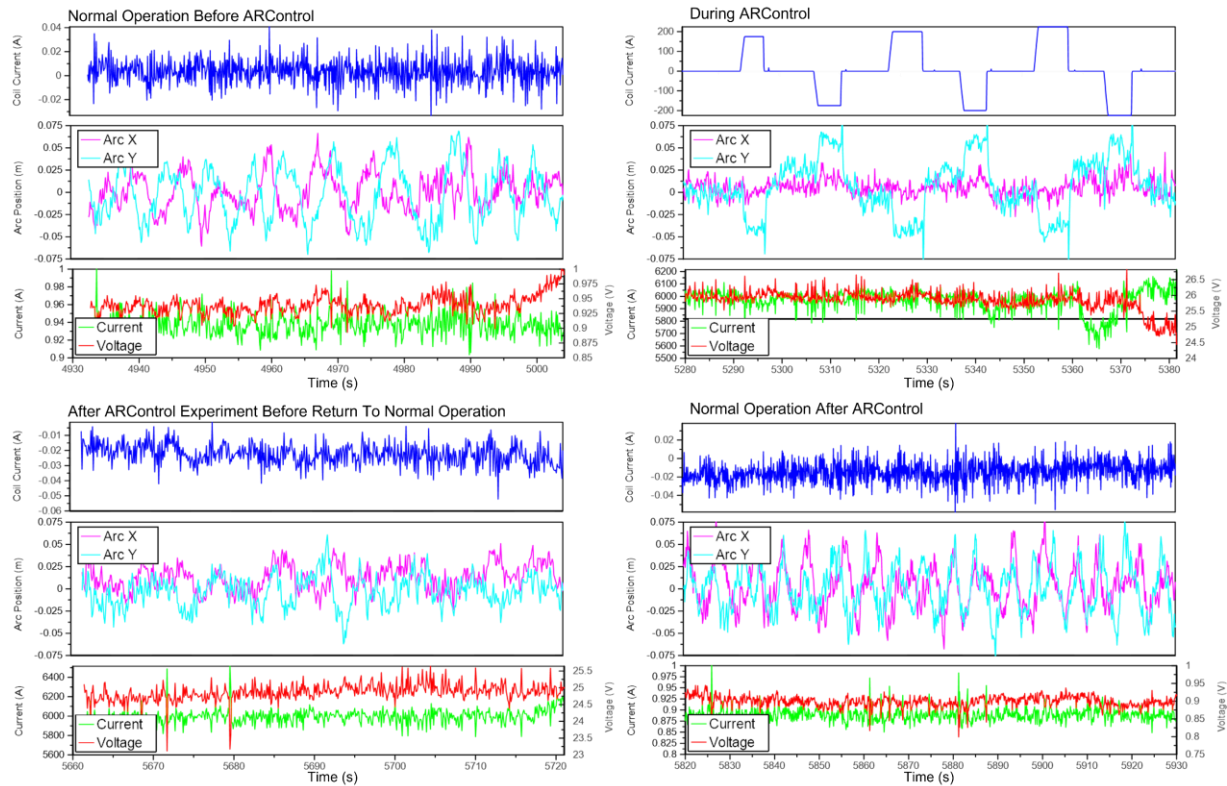 Normal Operation Before ARControl
Coil Current (A)
0.04
0.02
0
-0.02
Arc Position (m)
0.075
0.05
0.025
0
-0.025
-0.05
-0.075
Arc X
Arc Y
Current (A)
1
0.98
0.96
0.94
0.92
0.9
Current
Voltage
1
0.975
0.95
0.925
0.9
0.875
0.85
Voltage (V)
4930 4940 4950 4960 4970 4980 4990 5000
Time (s)
During ARControl
Coil Current (A)
200
100
0
-100
-200
Arc Position (m)
0.075
0.05
0.025
0
-0.025
-0.05
-0.075
Arc X
Arc Y
Current (A)
6200
6100
6000
5900
5800
5700
5600
5500
Current
Voltage
26.5
26
25.5
25
24.5
24
Voltage (V)
5280 5290 5300 5310 5320 5330 5340 5350 5360 5370 5380
Time (s)
After ARControl Experiment Before Return To Normal Operation
Coil Current (A)
-0.01
-0.02
-0.03
-0.04
-0.05
-0.06
Arc Position (m)
0.075
0.05
0.025
0
-0.025
-0.05
-0.075
Arc X
Arc Y
Current (A)
6400
6200
6000
5800
5600
Current
Voltage
25.5
25
24.5
24
23.5
23
Voltage (V)
5660 5670 5680 5690 5700 5710 5720
Time (s)
Normal Operation After ARControl
Coil Current (A)
0.02
0
-0.02
-0.04
Arc Position (m)
0.075
0.05
0.025
0
-0.025
-0.05
-0.075
Arc X
Arc Y
Current (A)
1
0.975
0.95
0.925
0.9
0.875
0.85
0.825
0.8
Current
Voltage
1
0.95
0.9
0.85
0.8
0.75
Voltage (V)
5820 5830 5840 5850 5860 5870 5880 5890 5900 5910 5920 5930
Time (s)